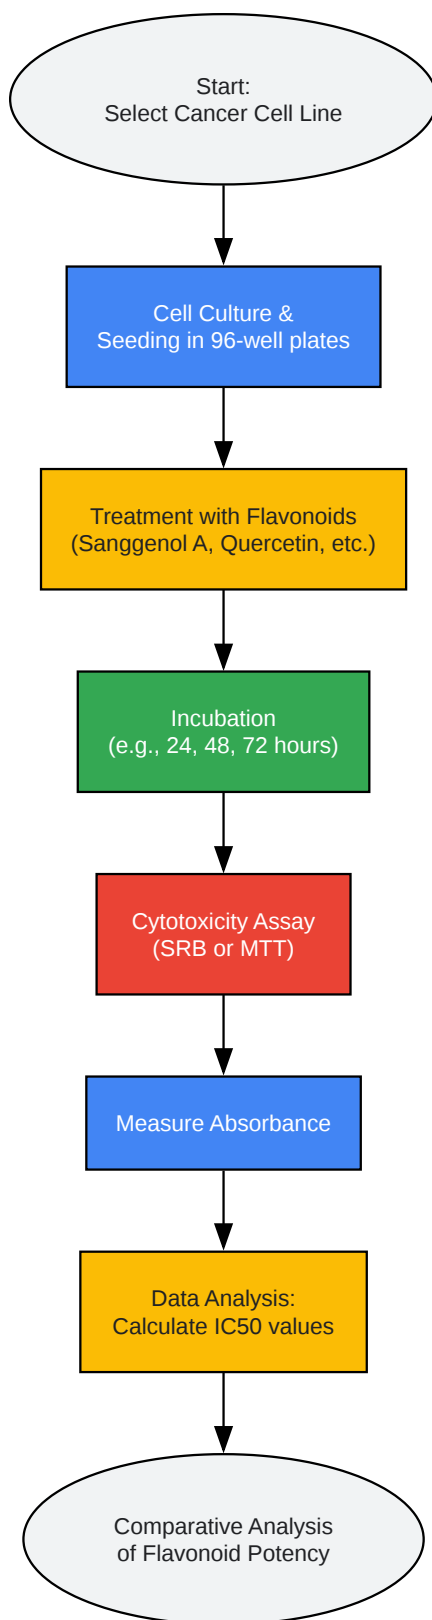 Start:
Select Cancer Cell Line
Cell Culture &
Seeding in 96-well plates
Treatment with Flavonoids
(Sanggenol A, Quercetin, etc.)
Incubation
(e.g., 24, 48, 72 hours)
Cytotoxicity Assay
(SRB or MTT)
Measure Absorbance
Data Analysis:
Calculate IC50 values
Comparative Analysis
of Flavonoid Potency